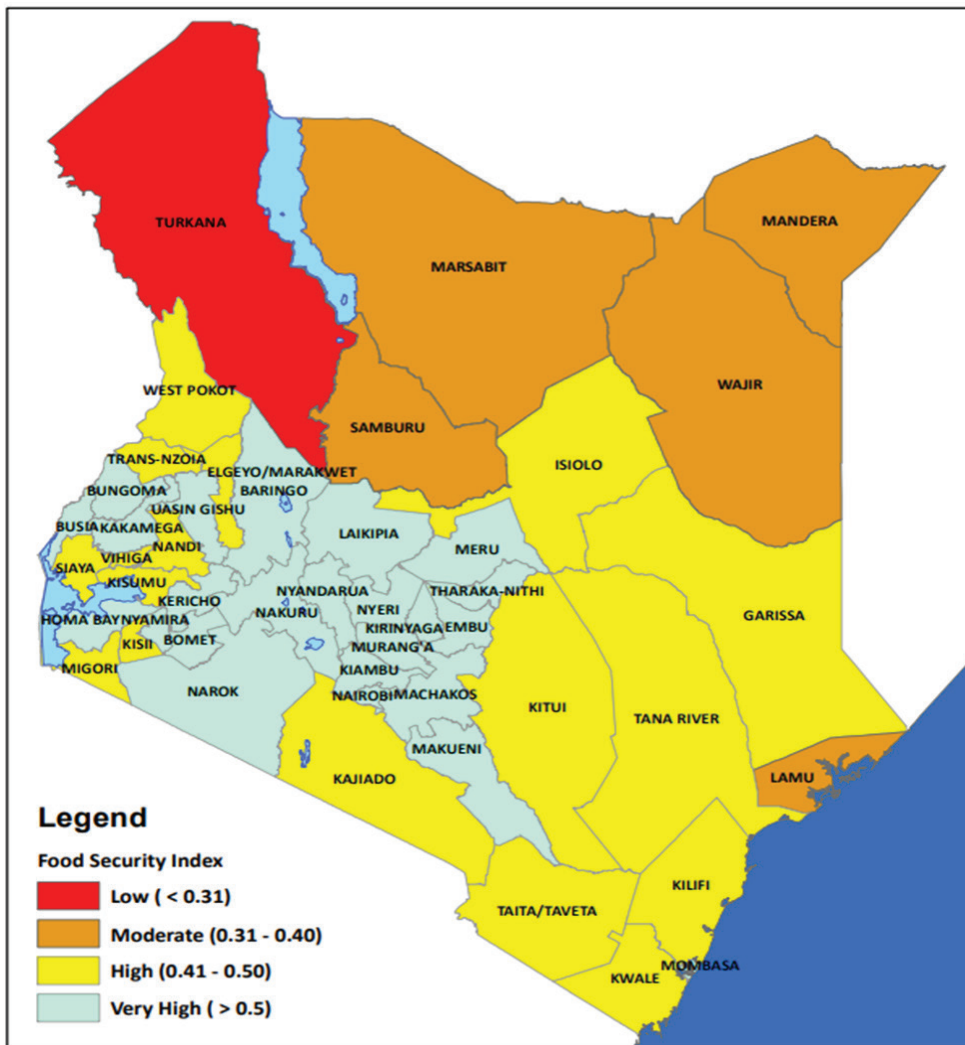 TURKANA
MANDERA
MARSABIT
WAJIR
WEST POKOT
SAMBURU
TRANS-NZOIA
ISIOLO
ELGEYO/MARAKWET
BUNGOMA
BARINGO
UASIN GISHU
BUSIA
KAKAMEGA
LAIKIPIA
NANDI
MERU
VIHIGA
SIAYA
KISUMU
NYANDARUA
THARAKA-NITHI
KERICHO
NAKURU
NYERI
GARISSA
HOMA BAY
NYAMIRA
KIRINYAGA
EMBU
KISII
BOMET
MURANG'A
MIGORI
KIAMBU
NAROK
NAIROBI
MACHAKOS
KITUI
TANA RIVER
MAKUENI
KAJIADO
LAMU
KILIFI
TAITA/TAVETA
MOMBASA
KWALE
Legend
Food Security Index
Low ( < 0.31)
Moderate (0.31 - 0.40)
High (0.41 - 0.50)
Very High ( > 0.5)